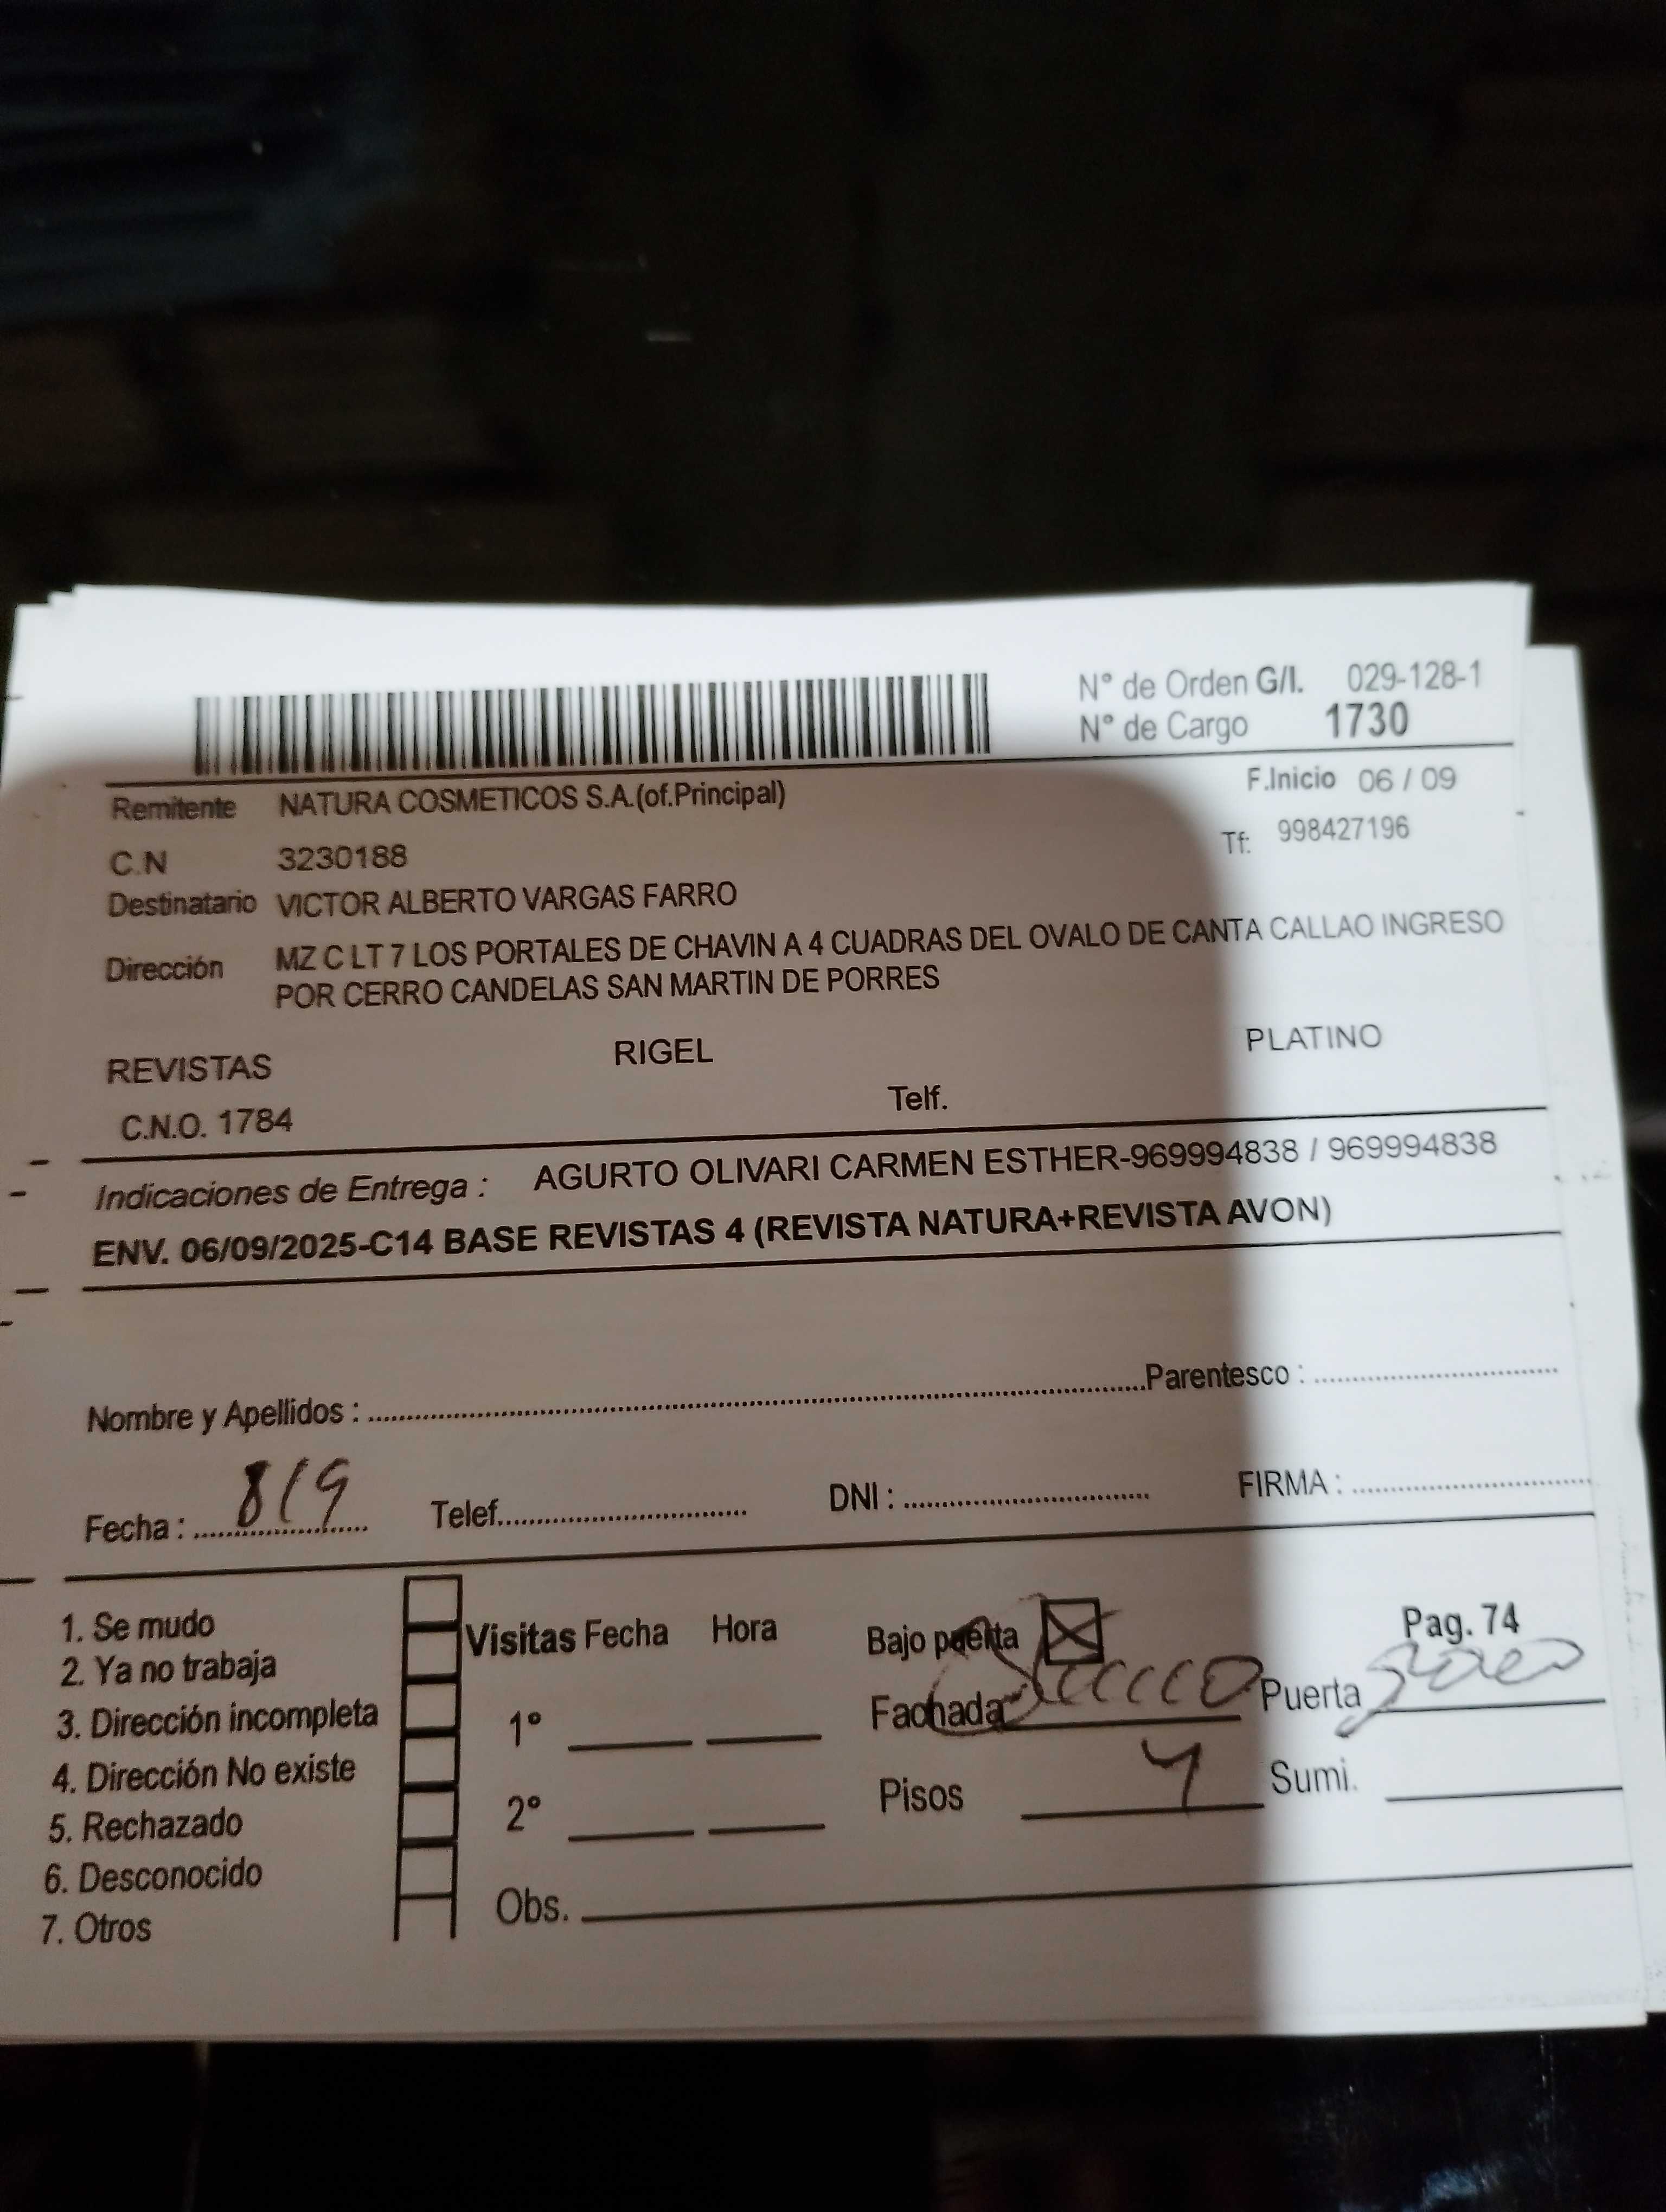 N° de Orden G/I. 029-128-1
N° de Cargo 1730
Remitente NATURA COSMETICOS S.A.(of.Principal)
F.Inicio 06 / 09
C.N 3230188
Tf: 998427196
Destinatario VICTOR ALBERTO VARGAS FARRO
Dirección MZ C LT 7 LOS PORTALES DE CHAVIN A 4 CUADRAS DEL OVALO DE CANTA CALLAO INGRESO
POR CERRO CANDELAS SAN MARTIN DE PORRES
REVISTAS RIGEL PLATINO
C.N.O. 1784 Telf.
Indicaciones de Entrega : AGURTO OLIVARI CARMEN ESTHER-969994838 / 969994838
ENV. 06/09/2025-C14 BASE REVISTAS 4 (REVISTA NATURA+REVISTA AVON)
Nombre y Apellidos : Parentesco :
Fecha : 8/9 Telef. DNI : FIRMA :
1. Se mudo
2. Ya no trabaja
3. Dirección incompleta
4. Dirección No existe
5. Rechazado
6. Desconocido
7. Otros
Visitas Fecha Hora
1°
2°
Obs.
Bajo puerta Pag. 74
Fachada Puerta
Pisos 4 Sumi.